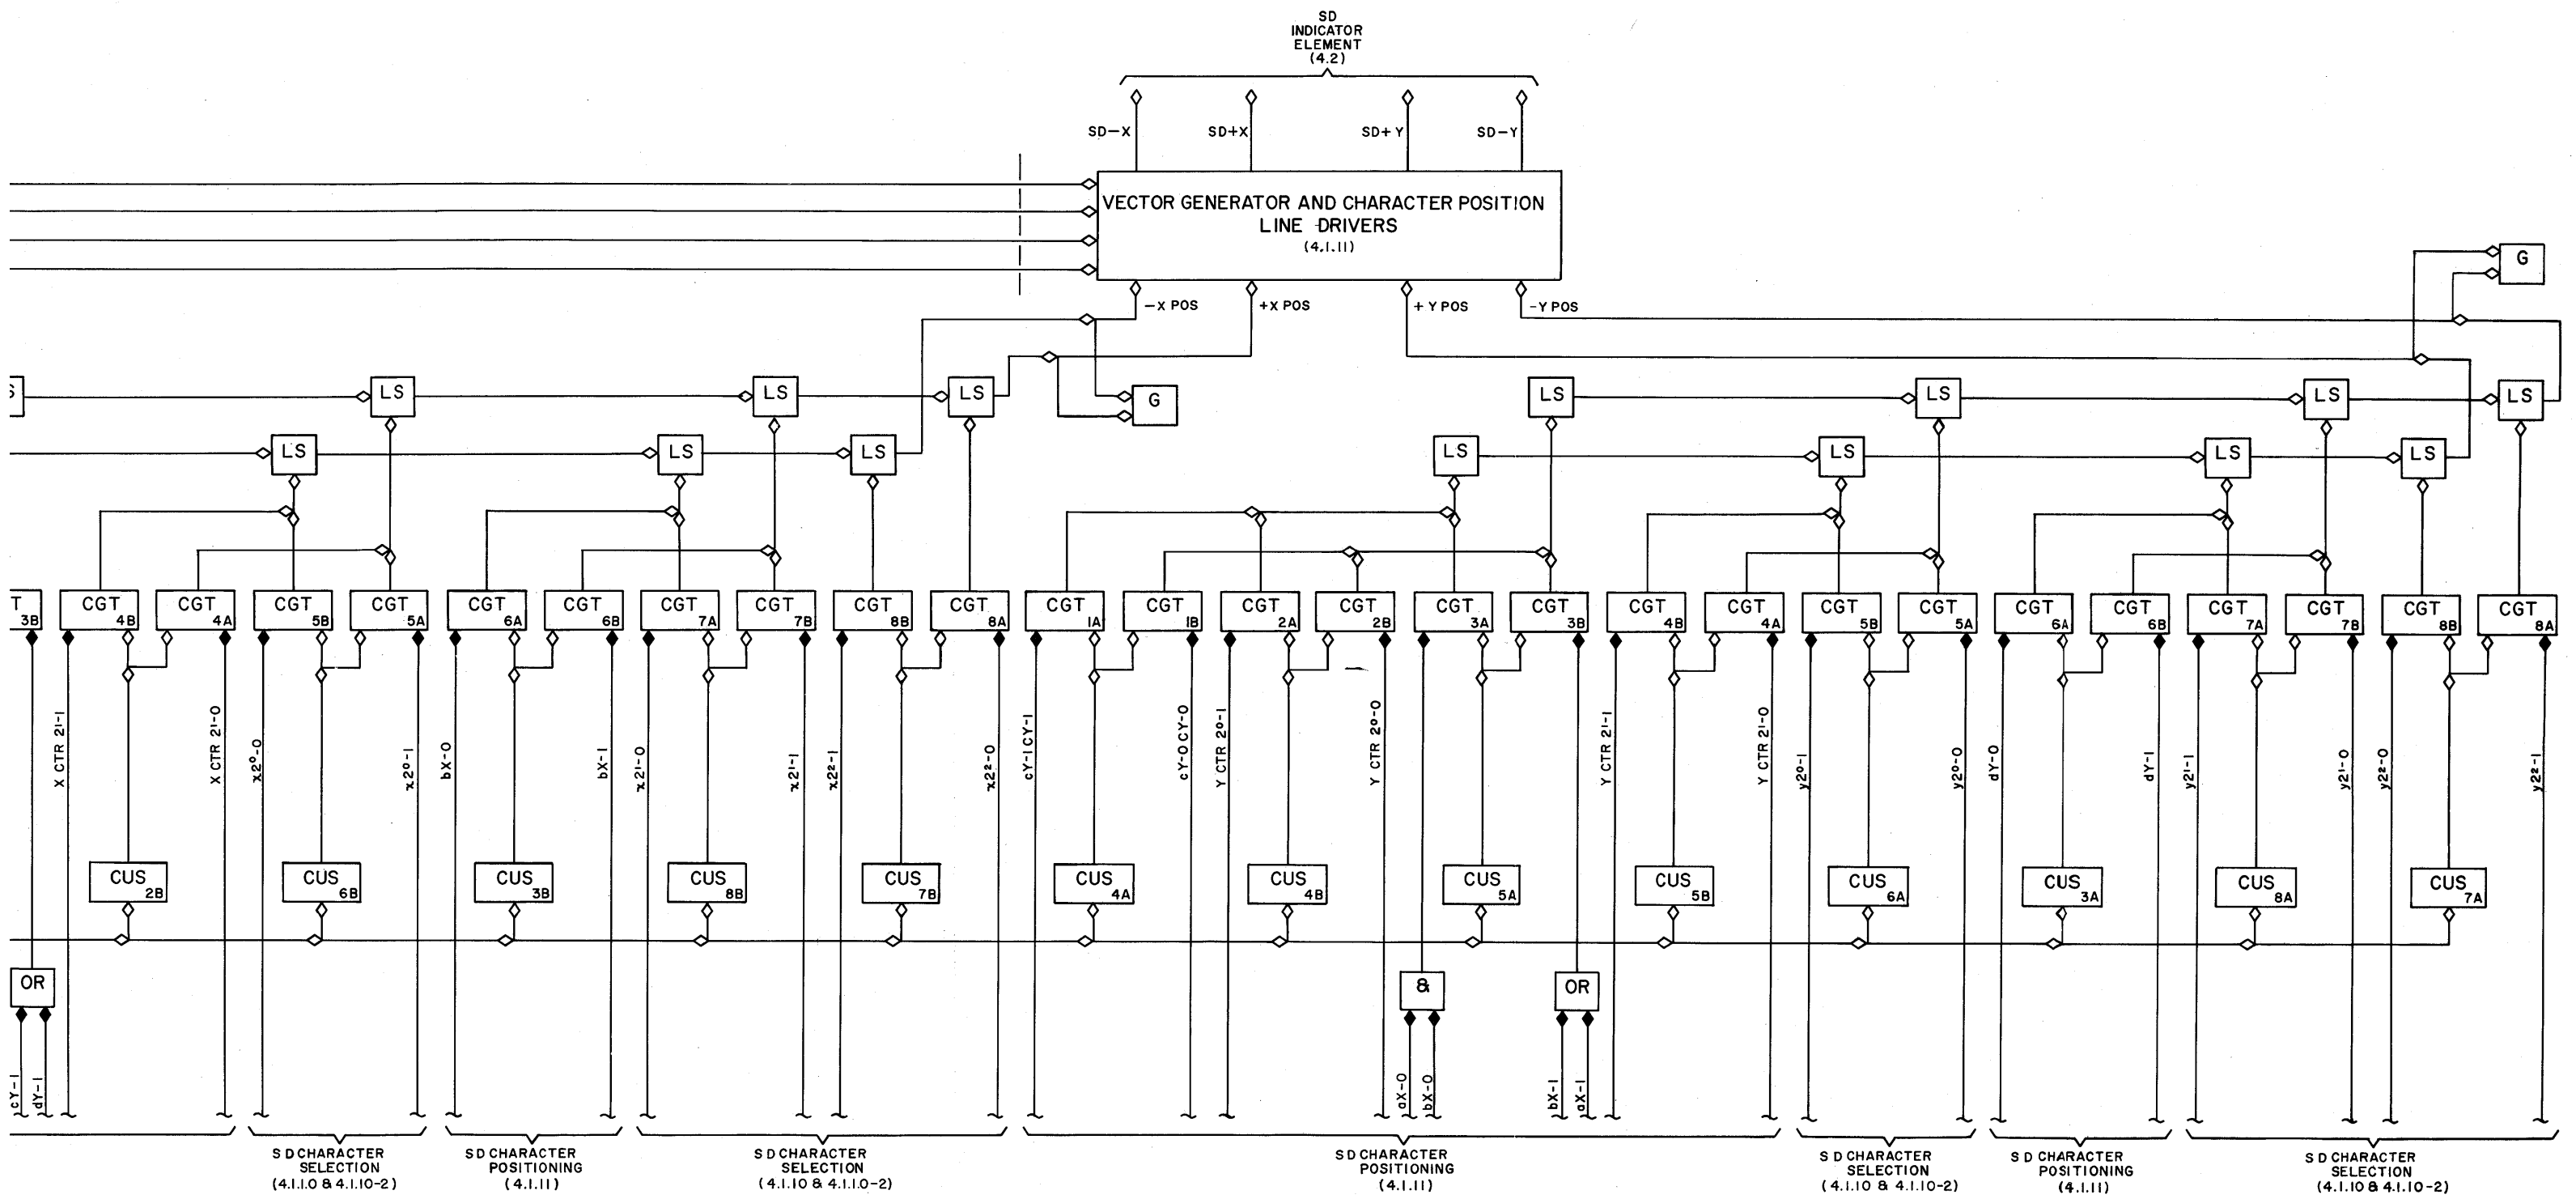 SD
INDICATOR
ELEMENT
(4.2)
SD–X
SD+X
SD+Y
SD–Y
VECTOR GENERATOR AND CHARACTER POSITION
LINE DRIVERS
(4.1.11)
–X POS
+X POS
+Y POS
-Y POS
G
G
S
LS
LS
LS
LS
LS
LS
LS
LS
LS
LS
LS
LS
LS
LS
T 3B
CGT 4B
CGT 4A
CGT 5B
CGT 5A
CGT 6A
CGT 6B
CGT 7A
CGT 7B
CGT 8B
CGT 8A
CGT 1A
CGT 1B
CGT 2A
CGT 2B
CGT 3A
CGT 3B
CGT 4B
CGT 4A
CGT 5B
CGT 5A
CGT 6A
CGT 6B
CGT 7A
CGT 7B
CGT 8B
CGT 8A
X CTR 2¹-1
X CTR 2¹-0
x2⁰-0
x2⁰-1
bX-0
bX-1
x2¹-0
x2¹-1
x2²-1
x2²-0
cY-1 CY-1
cY-0 CY-0
Y CTR 2⁰-1
Y CTR 2⁰-0
Y CTR 2¹-1
Y CTR 2¹-0
y2⁰-1
y2⁰-0
dY-0
dY-1
y2¹-1
y2¹-0
y2²-0
y2²-1
CUS 2B
CUS 6B
CUS 3B
CUS 8B
CUS 7B
CUS 4A
CUS 4B
CUS 5A
CUS 5B
CUS 6A
CUS 3A
CUS 8A
CUS 7A
OR
&
OR
cY-1
dY-1
aX-0
bX-0
bX-1
aX-1
SD CHARACTER
SELECTION
(4.1.1.0 & 4.1.10-2)
SD CHARACTER
POSITIONING
(4.1.11)
SD CHARACTER
SELECTION
(4.1.10 & 4.1.1.0-2)
SD CHARACTER
POSITIONING
(4.1.11)
SD CHARACTER
SELECTION
(4.1.10 & 4.1.10-2)
SD CHARACTER
POSITIONING
(4.1.11)
SD CHARACTER
SELECTION
(4.1.10 & 4.1.10-2)